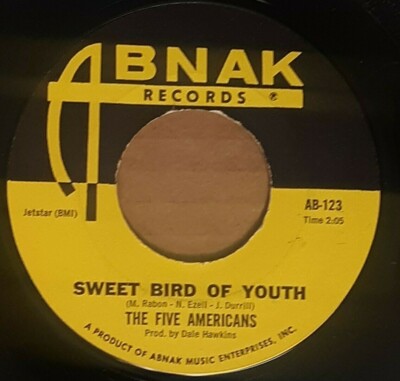 ABNAK
RECORDS ®
Jetstar (BMI)
AB-123
Time 2:05
SWEET BIRD OF YOUTH
(M. Rabon - N. Ezell - J. Durrill)
THE FIVE AMERICANS
Prod. by Dale Hawkins
A PRODUCT OF ABNAK MUSIC ENTERPRISES, INC.